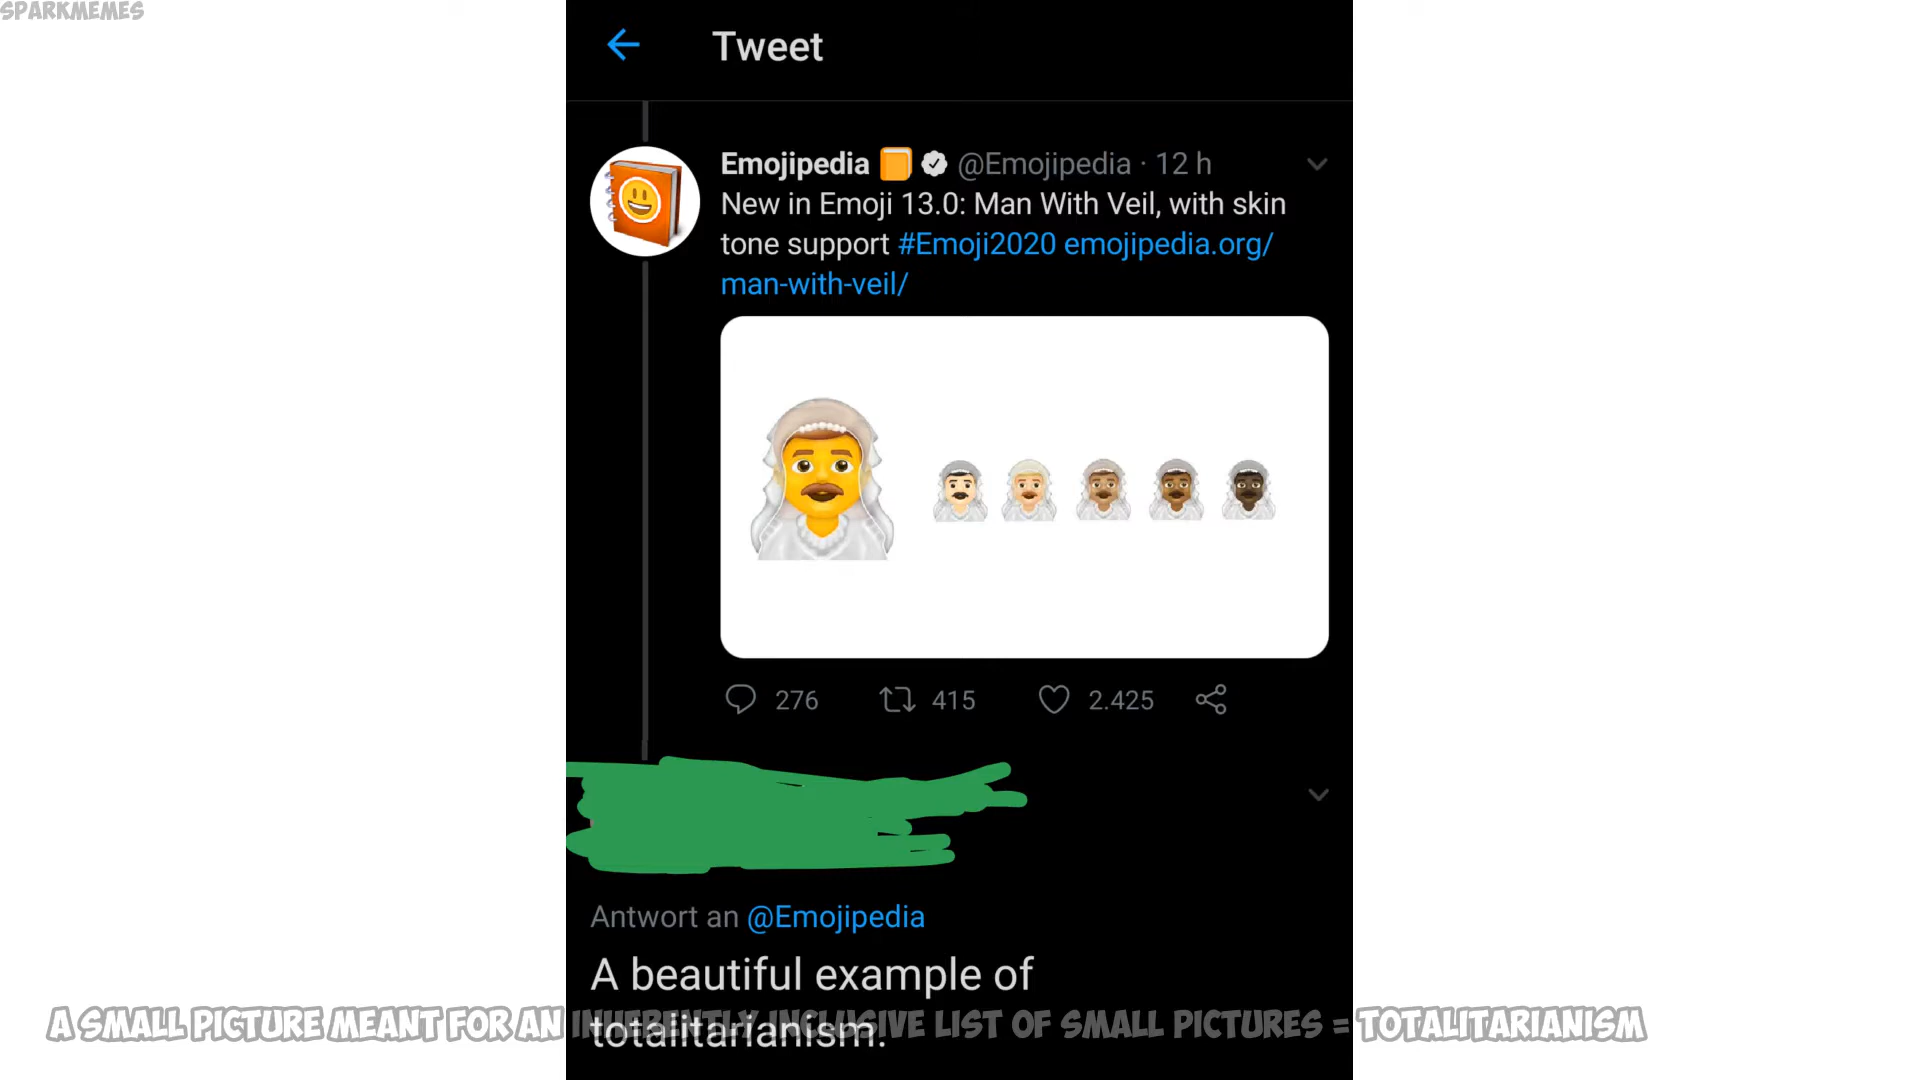 SPARKMEMES
Tweet
Emojipedia @Emojipedia · 12 h
New in Emoji 13.0: Man With Veil, with skin
tone support #Emoji2020 emojipedia.org/
man-with-veil/
276 415 2.425
Antwort an @Emojipedia
A beautiful example of
totalitarianism.
A SMALL PICTURE MEANT FOR AN INHERENTLY INCLUSIVE LIST OF SMALL PICTURES = TOTALITARIANISM